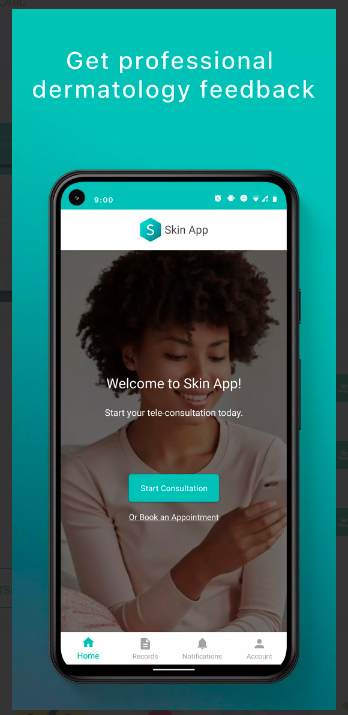 Get professional
dermatology feedback
9:00
S Skin App
Welcome to Skin App!
Start your tele-consultation today.
Start Consultation
Or Book an Appointment
Home Records Notifications Account